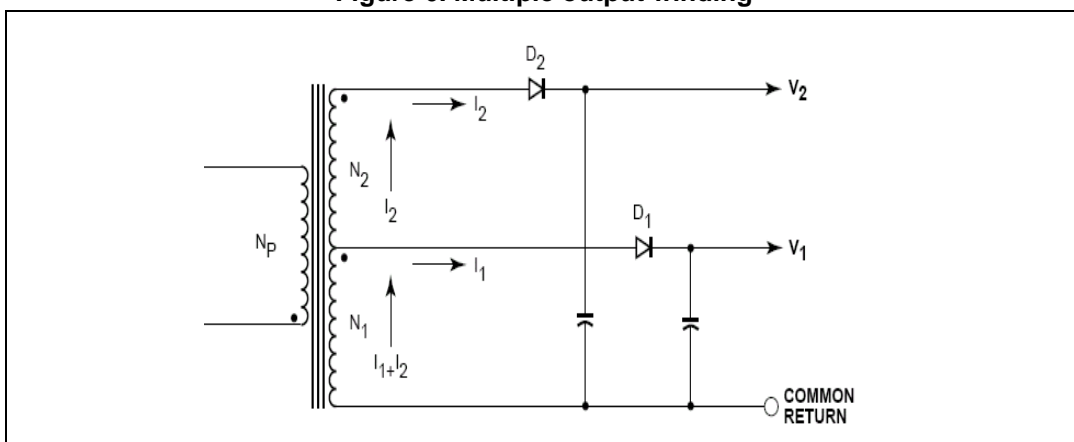 Figure 6. Multiple output winding
D2
V2
I2
N2
I2
D1
NP
V1
I1
N1
I1+I2
COMMON
RETURN